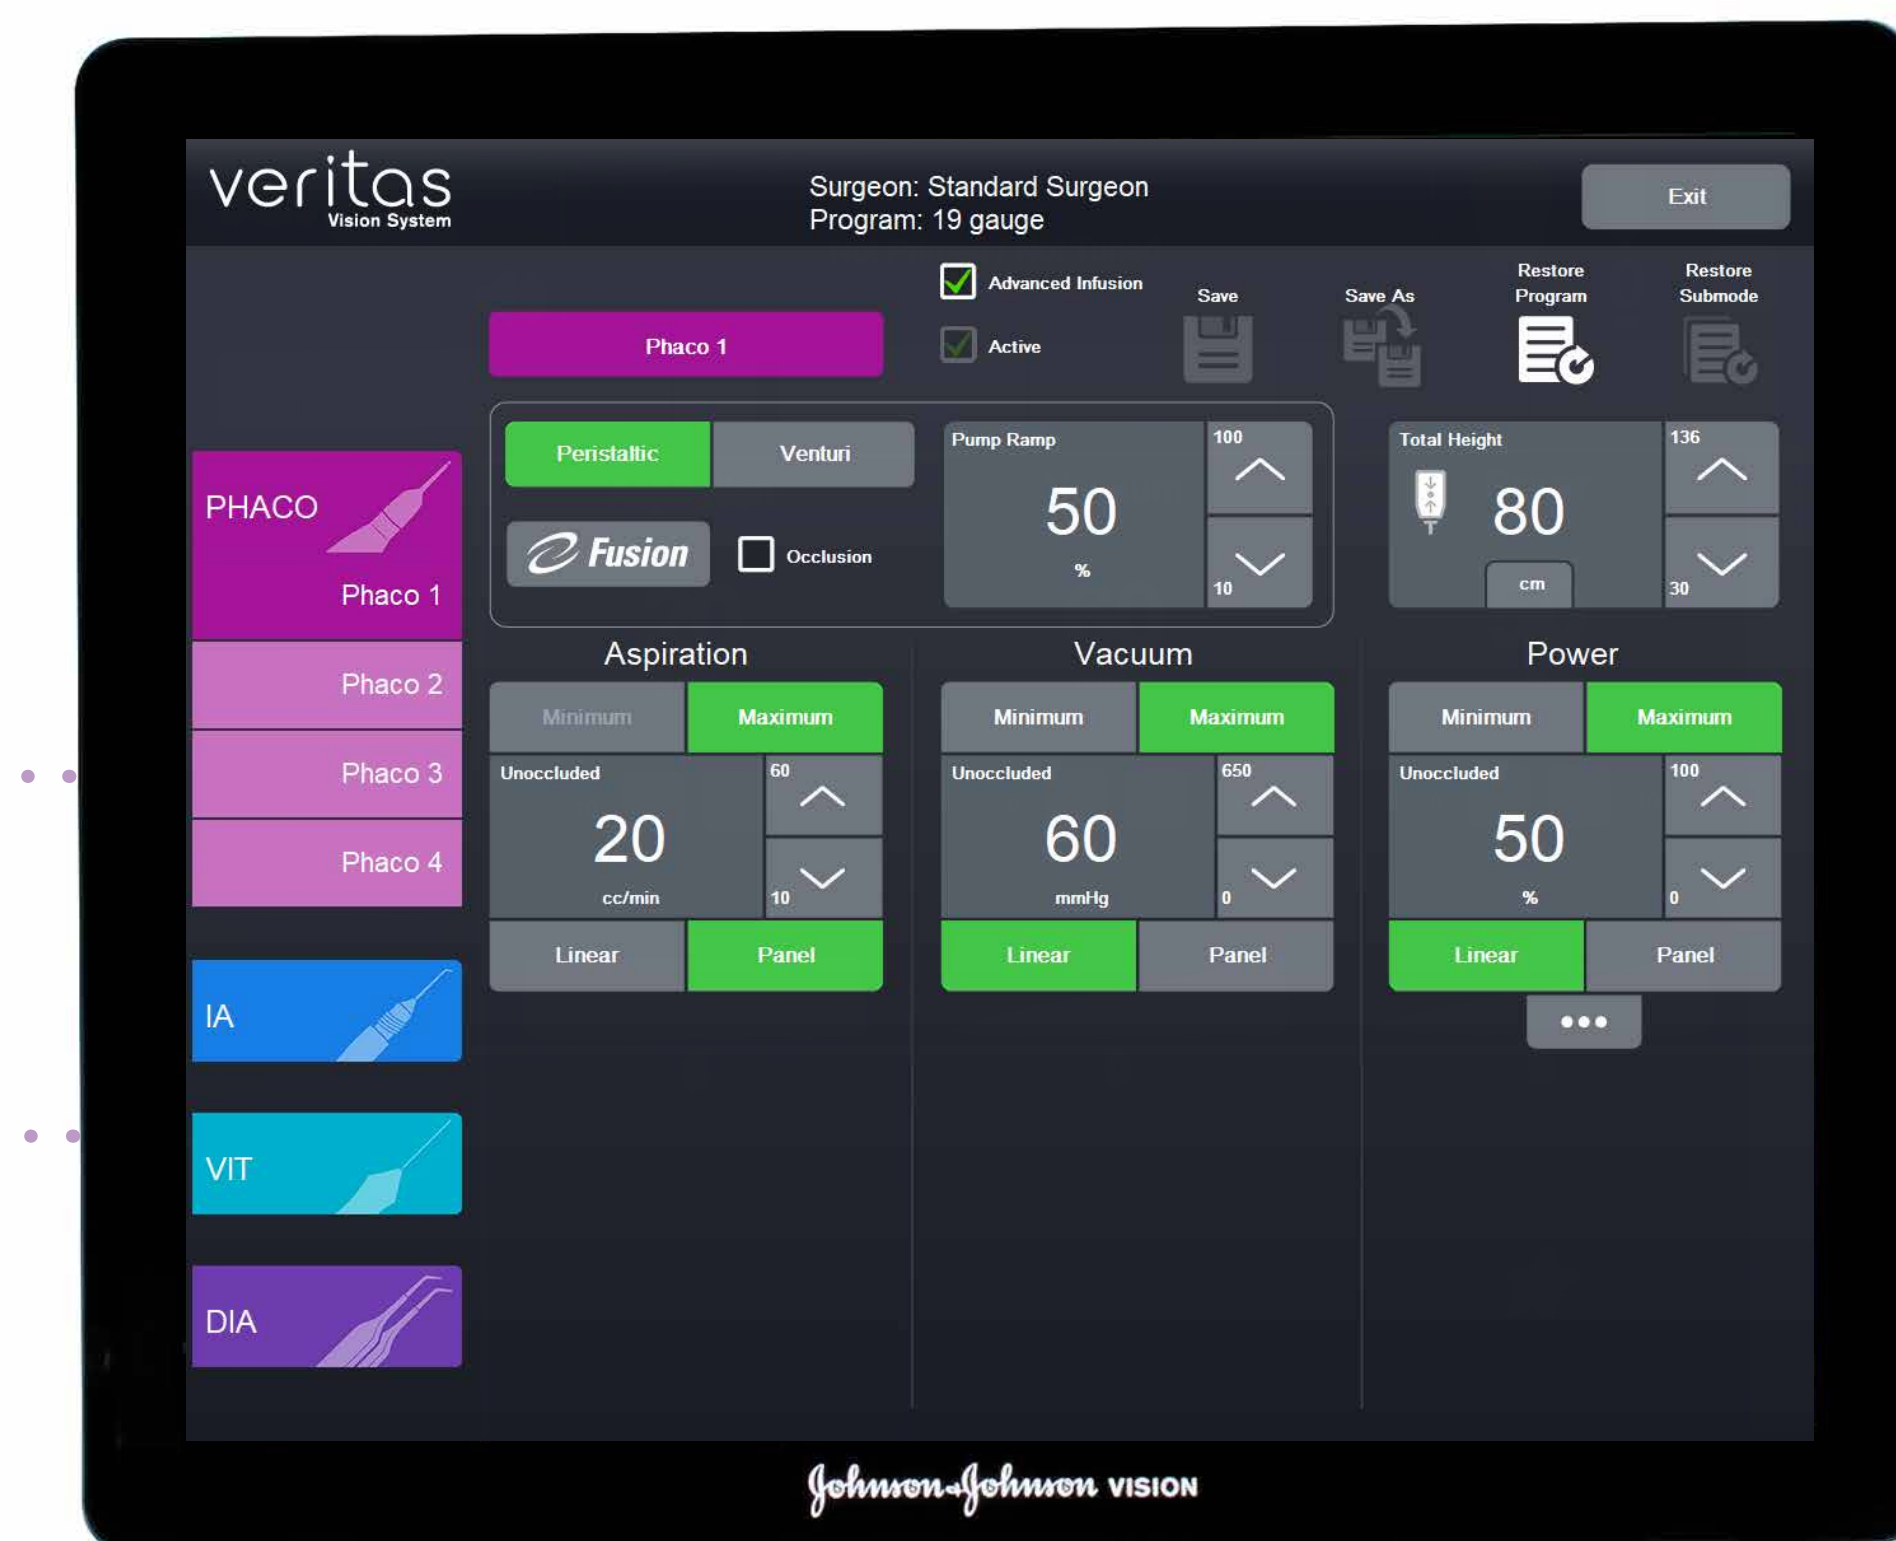 veritas
Vision System
Surgeon: Standard Surgeon
Program: 19 gauge
Exit
Phaco 1
Advanced Infusion
Active
Save
Save As
Restore
Program
Restore
Submode
PHACO
Phaco 1
Phaco 2
Phaco 3
Phaco 4
IA
VIT
DIA
Peristaltic
Venturi
Fusion
Occlusion
Pump Ramp
100
50
%
10
Total Height
136
80
cm
30
Aspiration
Minimum
Maximum
Unoccluded
60
20
cc/min
10
Linear
Panel
Vacuum
Minimum
Maximum
Unoccluded
650
60
mmHg
0
Linear
Panel
Power
Minimum
Maximum
Unoccluded
100
50
%
0
Linear
Panel
Johnson & Johnson VISION